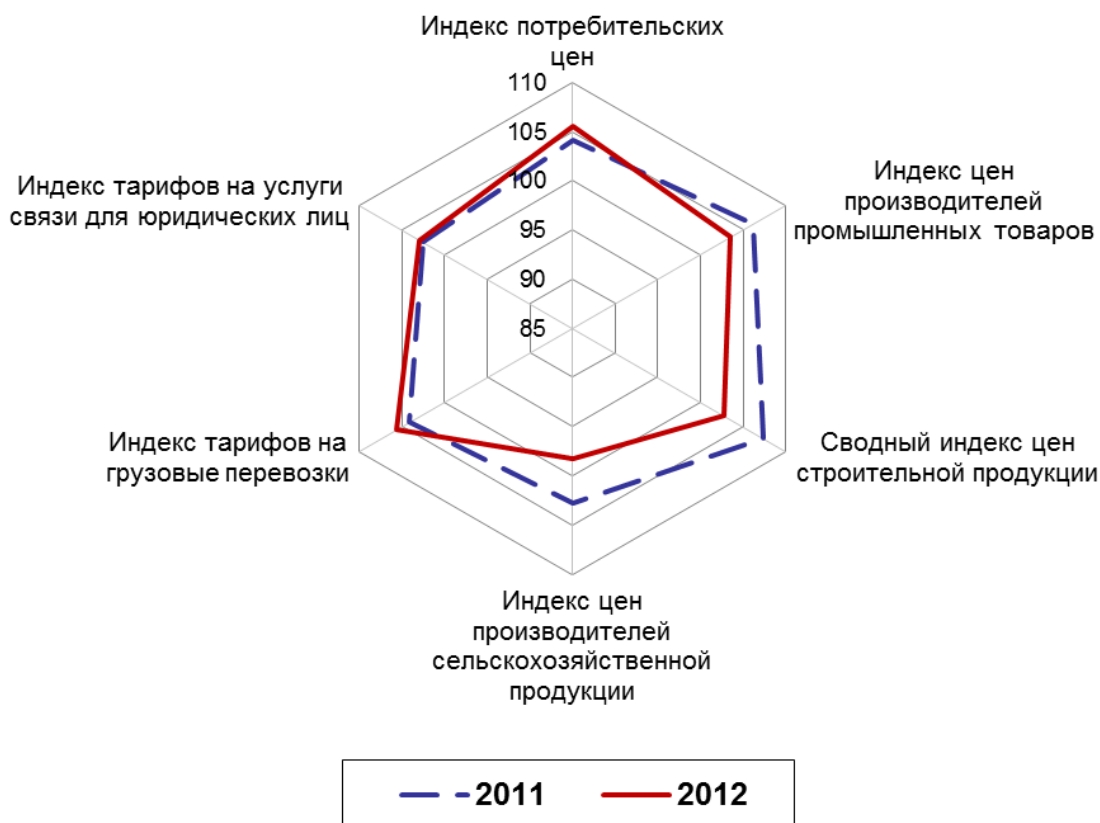 Индекс потребительских
цен
110
105
100
95
90
85
Индекс цен
производителей
промышленных товаров
Сводный индекс цен
строительной продукции
Индекс цен
производителей
сельскохозяйственной
продукции
Индекс тарифов на
грузовые перевозки
Индекс тарифов на услуги
связи для юридических лиц
2011
2012